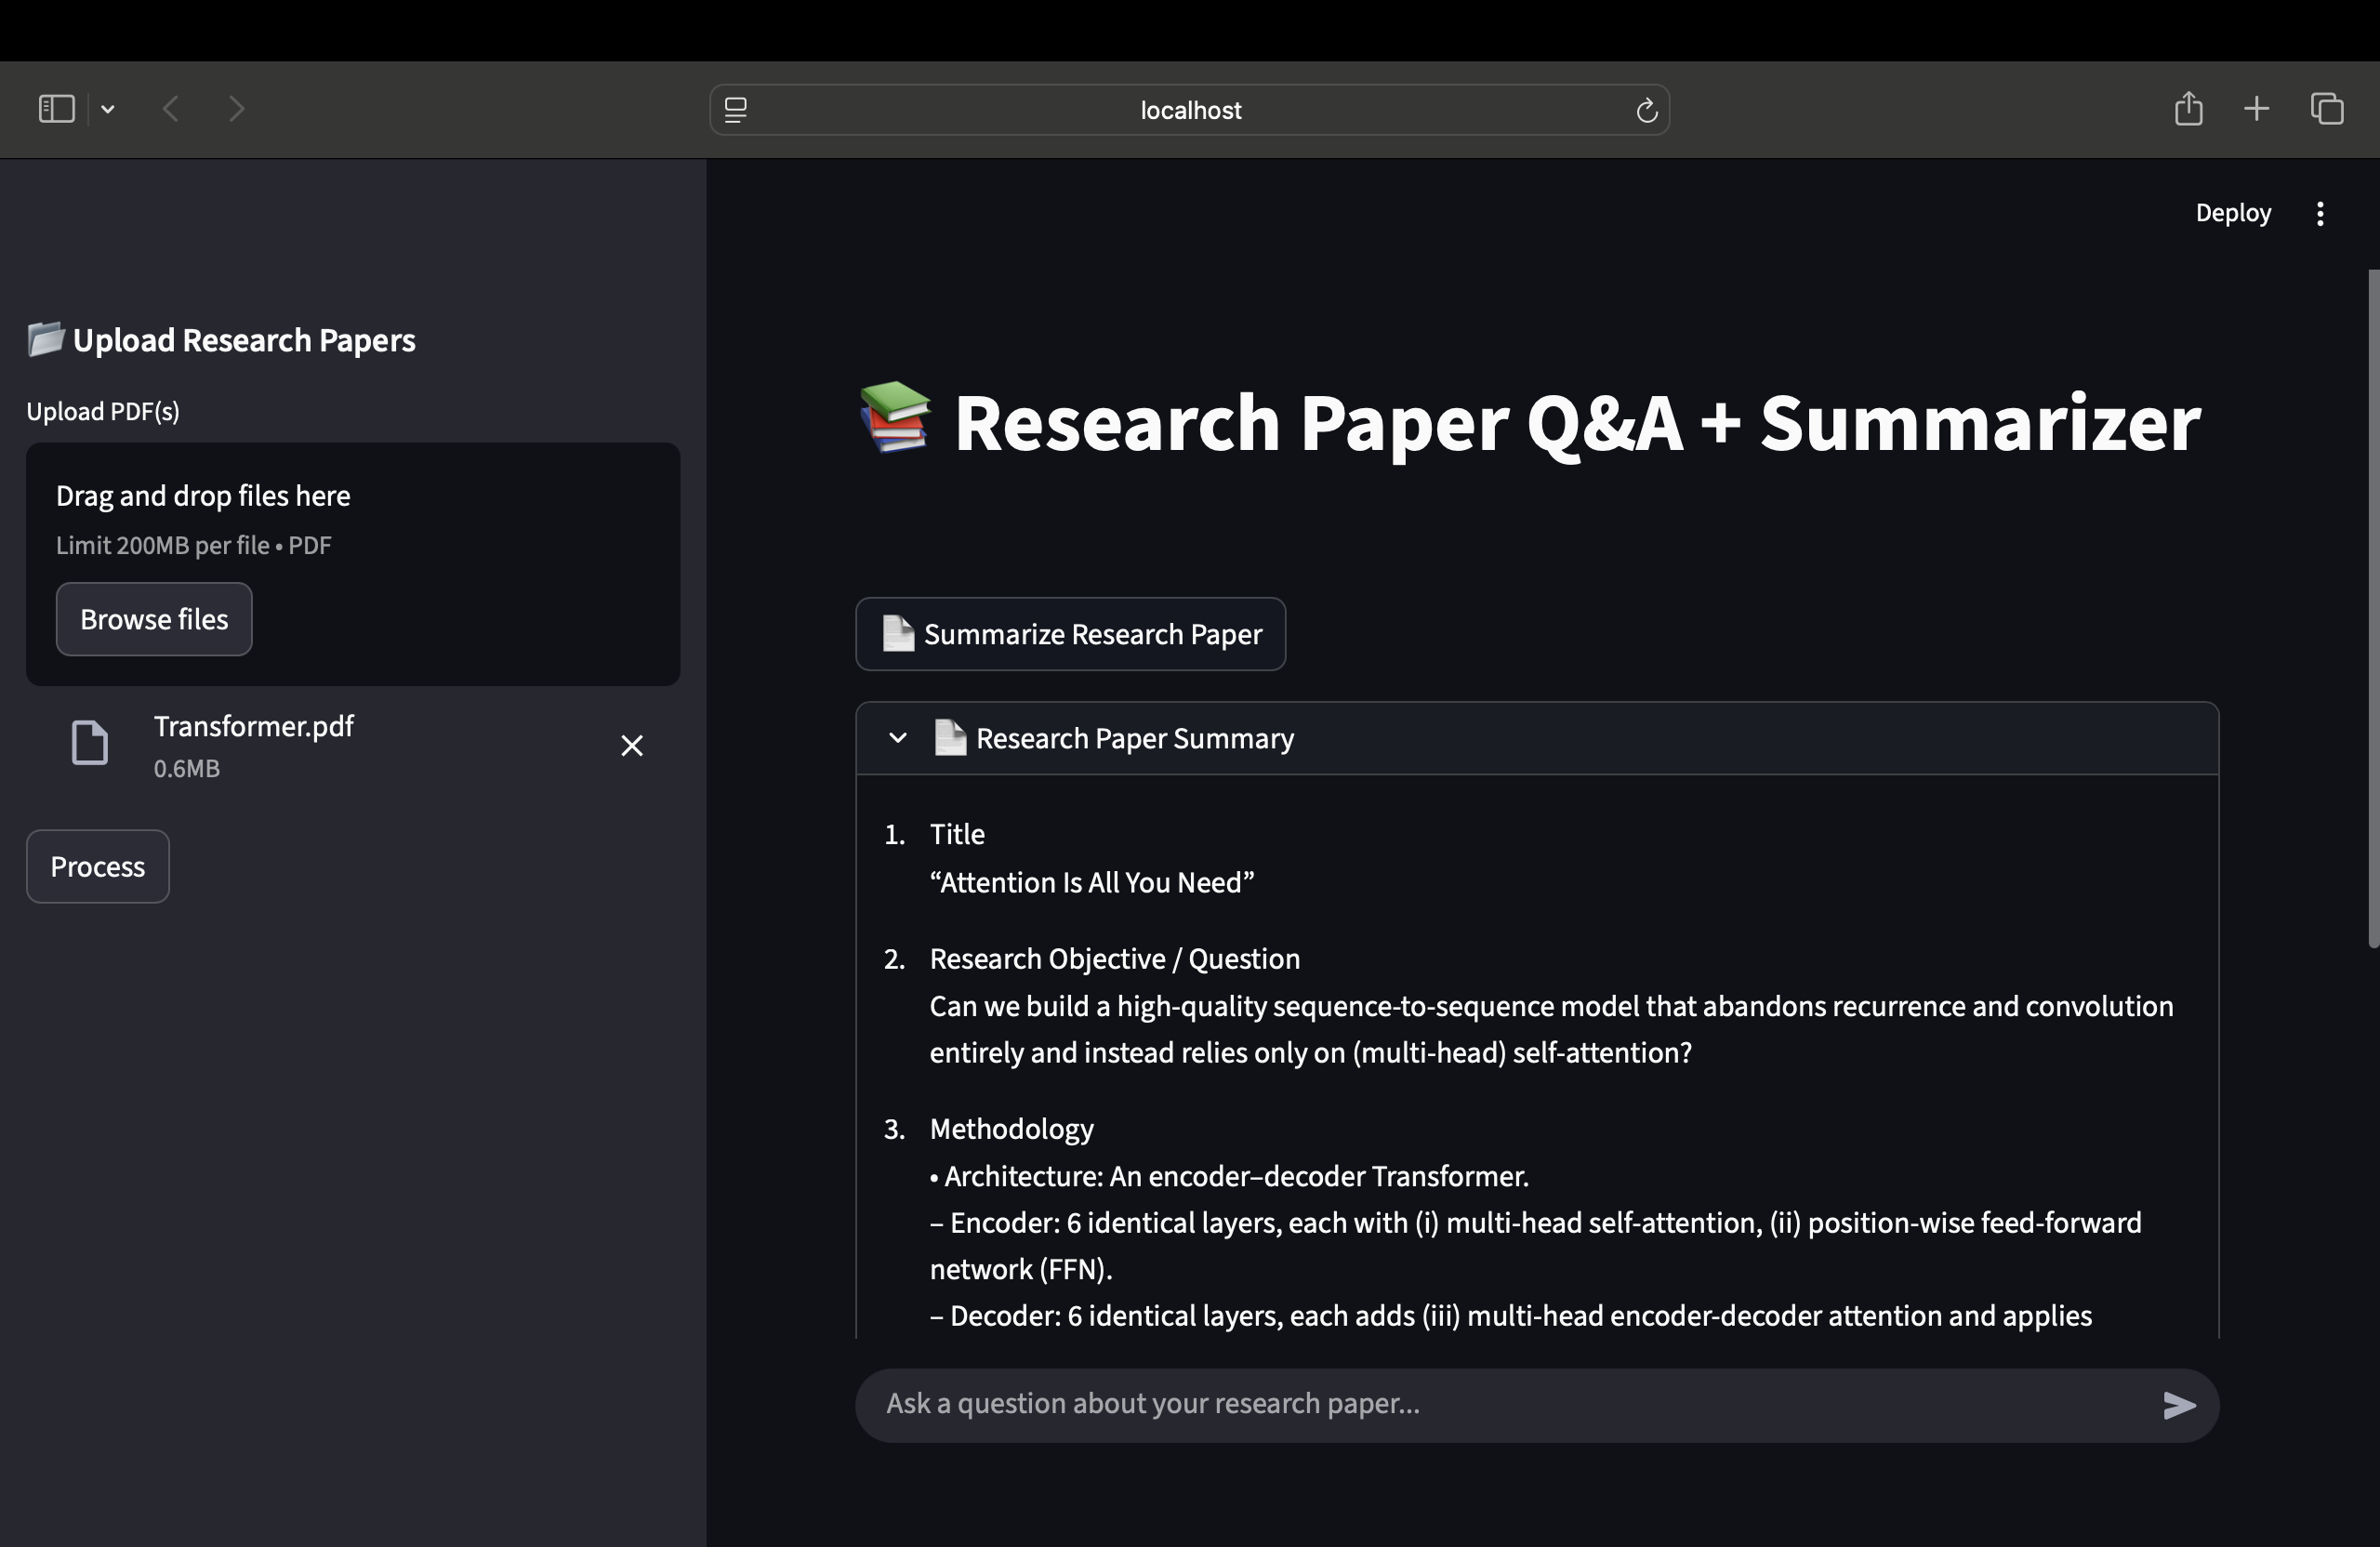 localhost
Deploy
📂 Upload Research Papers
Upload PDF(s)
Drag and drop files here
Limit 200MB per file • PDF
Browse files
Transformer.pdf
0.6MB
Process
📚 Research Paper Q&A + Summarizer
📄 Summarize Research Paper
📄 Research Paper Summary
1. Title
“Attention Is All You Need”
2. Research Objective / Question
Can we build a high-quality sequence-to-sequence model that abandons recurrence and convolution
entirely and instead relies only on (multi-head) self-attention?
3. Methodology
• Architecture: An encoder–decoder Transformer.
– Encoder: 6 identical layers, each with (i) multi-head self-attention, (ii) position-wise feed-forward
network (FFN).
– Decoder: 6 identical layers, each adds (iii) multi-head encoder-decoder attention and applies
Ask a question about your research paper...